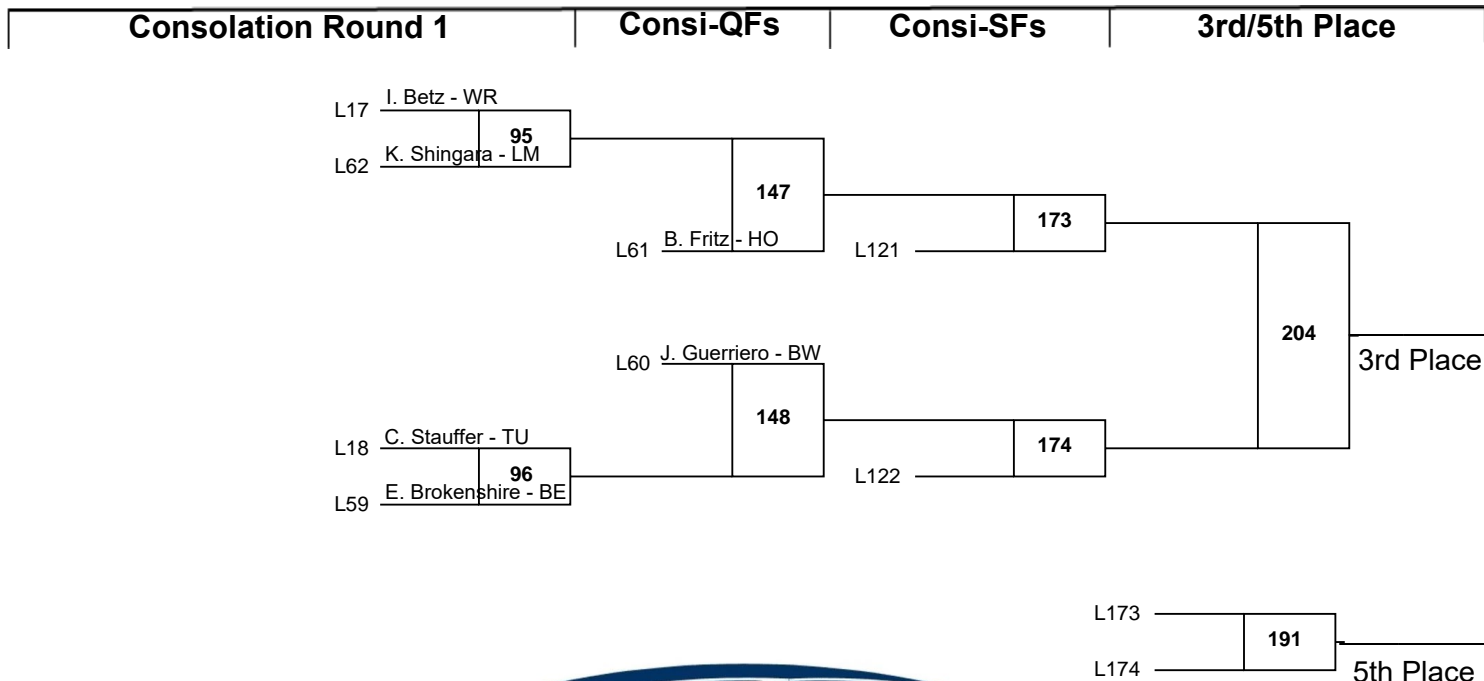 Consolation Round 1
Consi-QFs
Consi-SFs
3rd/5th Place
L17 I. Betz - WR
95
L62 K. Shingara - LM
147
L61 B. Fritz - HO
L121
173
L60 J. Guerriero - BW
204
3rd Place
148
L18 C. Stauffer - TU
96
L59 E. Brokenshire - BE
174
L122
L173
191
L174
5th Place